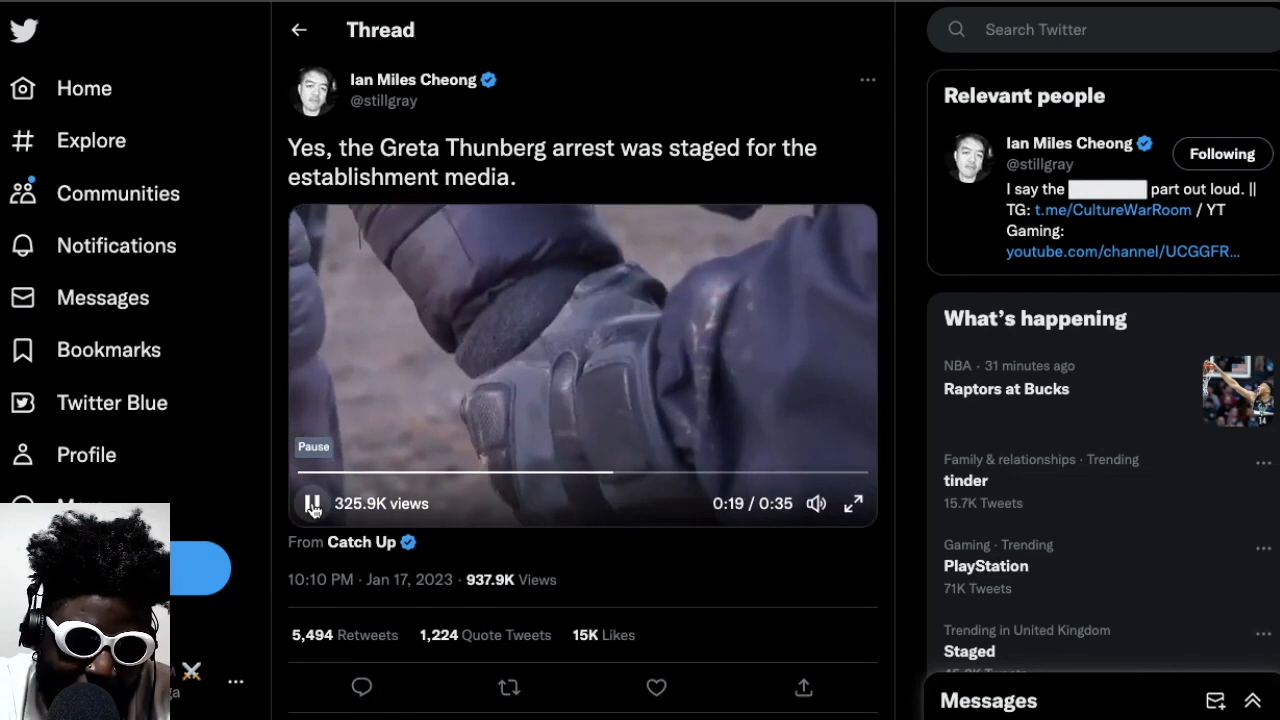 Home
Explore
Communities
Notifications
Messages
Bookmarks
Twitter Blue
Profile
Thread
Ian Miles Cheong
@stillgray
Yes, the Greta Thunberg arrest was staged for the
establishment media.
Pause
325.9K views
0:19 / 0:35
From Catch Up
10:10 PM · Jan 17, 2023 · 937.9K Views
5,494 Retweets 1,224 Quote Tweets 15K Likes
Search Twitter
Relevant people
Ian Miles Cheong
@stillgray
Following
I say the part out loud. ||
TG: t.me/CultureWarRoom / YT
Gaming:
youtube.com/channel/UCGGFR...
What's happening
NBA · 31 minutes ago
Raptors at Bucks
Family & relationships · Trending
tinder
15.7K Tweets
Gaming · Trending
PlayStation
71K Tweets
Trending in United Kingdom
Staged
Messages